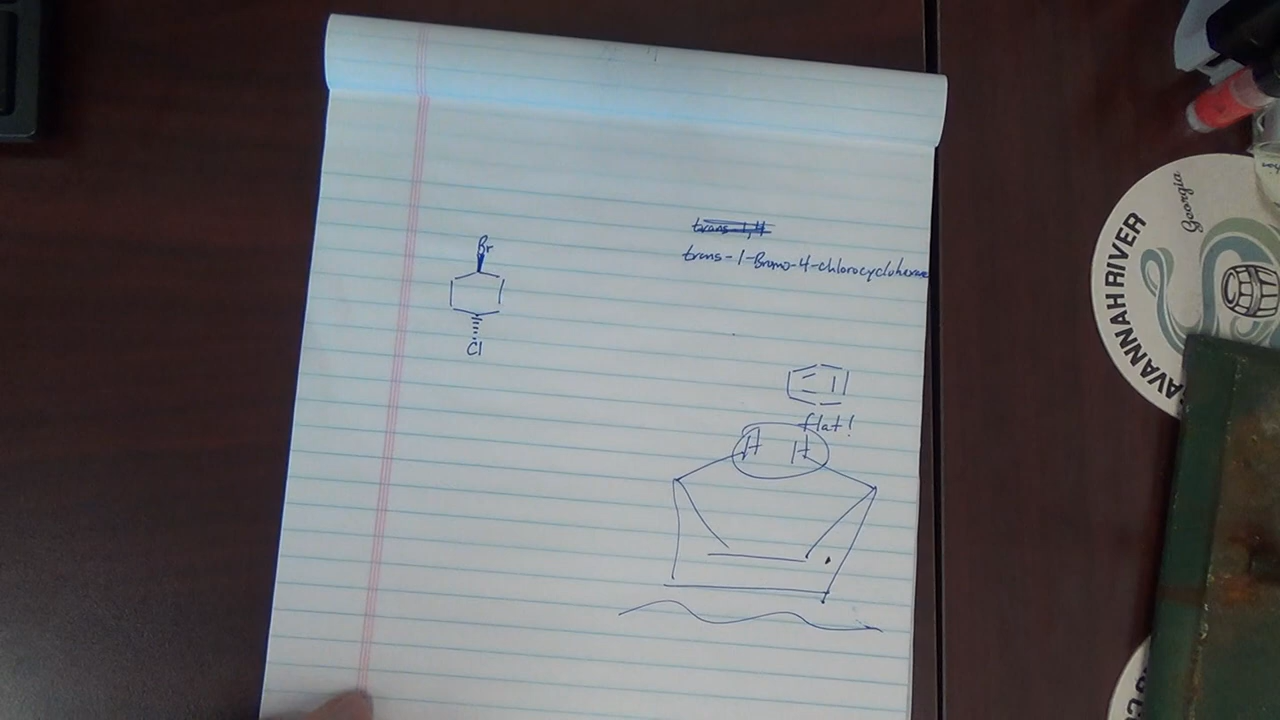 trans-1,4
trans-1-Bromo-4-chlorocyclohexane
Br
Cl
flat!
H H
SAVANNAH RIVER
Georgia